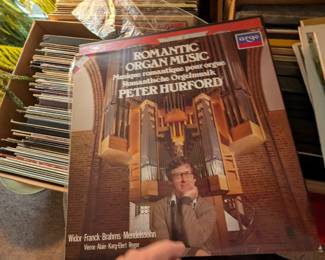 argo
ROMANTIC
ORGAN MUSIC
Musique romantique pour orgue
Romantische Orgelmusik
PETER HURFORD
Widor·Franck·Brahms·Mendelssohn
Vierne·Alain·Karg-Elert·Reger